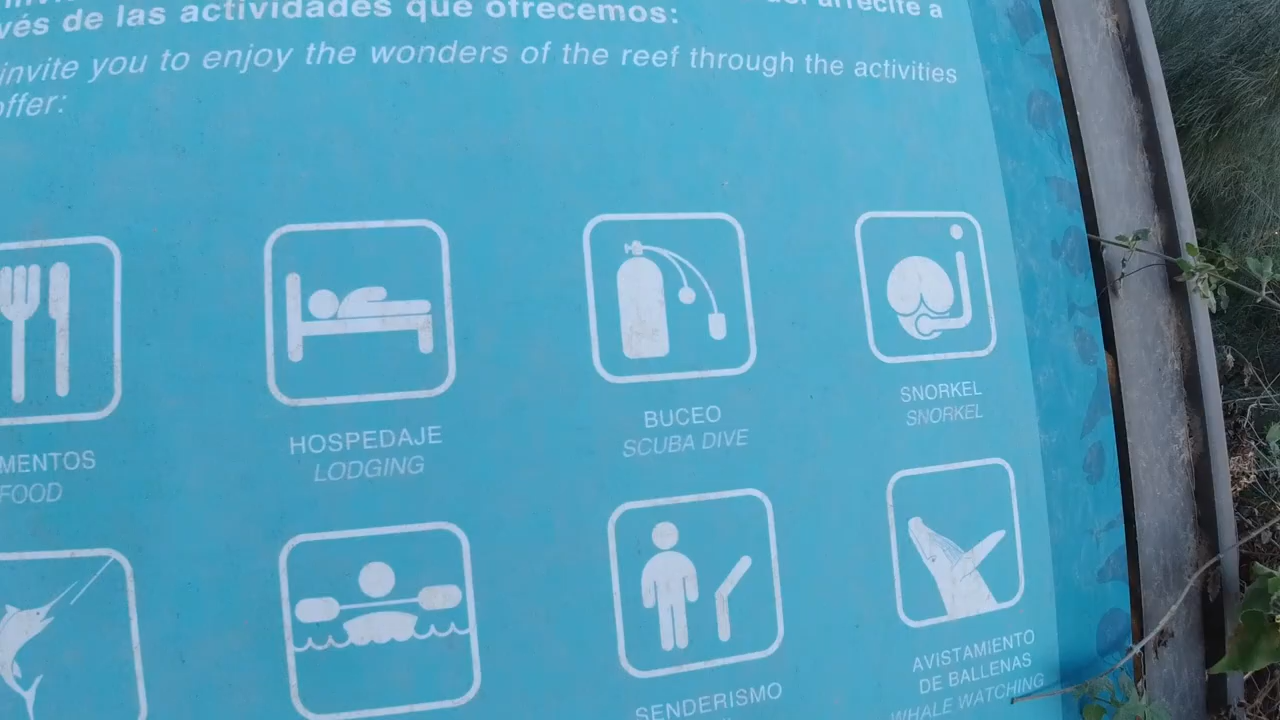 través de las actividades que ofrecemos:
invite you to enjoy the wonders of the reef through the activities
offer:
MENTOS
FOOD
HOSPEDAJE
LODGING
BUCEO
SCUBA DIVE
SNORKEL
SNORKEL
SENDERISMO
AVISTAMIENTO
DE BALLENAS
WHALE WATCHING